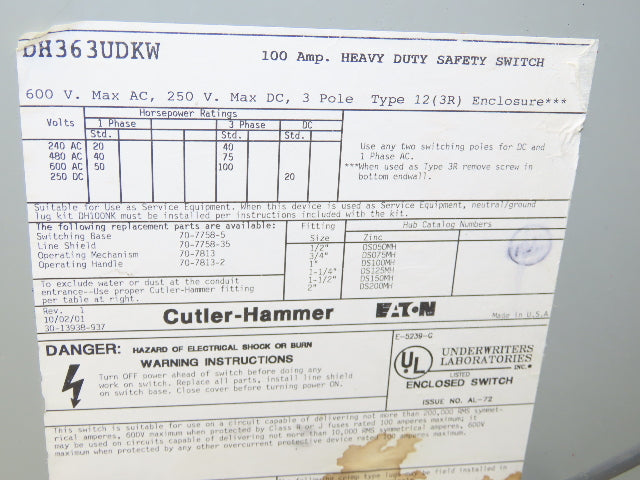 DH363UDKW
100 Amp. HEAVY DUTY SAFETY SWITCH
600 V. Max AC, 250 V. Max DC, 3 Pole Type 12(3R) Enclosure***
Horsepower Ratings
Volts 1 Phase 3 Phase DC
Std. Std. Std.
240 AC 20 40
480 AC 40 75
600 AC 50 100
250 DC 20
Use any two switching poles for DC and
1 Phase AC.
***When used as Type 3R remove screw in
bottom endwall.
Suitable for Use as Service Equipment. When this device is used as Service Equipment, neutral/ground
lug kit DH100NK must be installed per instructions included with the kit.
The following replacement parts are available:
Switching Base 70-7758-5
Line Shield 70-7758-35
Operating Mechanism 70-7813
Operating Handle 70-7813-2
Fitting Hub Catalog Numbers
Size Zinc
1/2" DS050MH
3/4" DS075MH
1" DS100MH
1-1/4" DS125MH
1-1/2" DS150MH
2" DS200MH
To exclude water or dust at the conduit
entrance--Use proper Cutler-Hammer fitting
per table at right.
Rev. 1
10/02/01
30-13938-937
Cutler-Hammer EATON Made in U.S.A
DANGER: HAZARD OF ELECTRICAL SHOCK OR BURN
WARNING INSTRUCTIONS
Turn OFF power ahead of switch before doing any
work on switch. Replace all parts, install line shield
on switch base. Close cover before turning power ON.
E-5239-G
UL UNDERWRITERS
LABORATORIES
INC.®
LISTED
ENCLOSED SWITCH
ISSUE NO. AL-72
This switch is suitable for use on a circuit capable of delivering not more than 200,000 RMS symmet-
rical amperes, 600V maximum when protected by Class R or J fuses rated 100 amperes maximum; it
may be used on circuits capable of delivering not more than 10,000 RMS symmetrical amperes, 600V
maximum when protected by any other overcurrent protective device rated 100 amperes maximum.